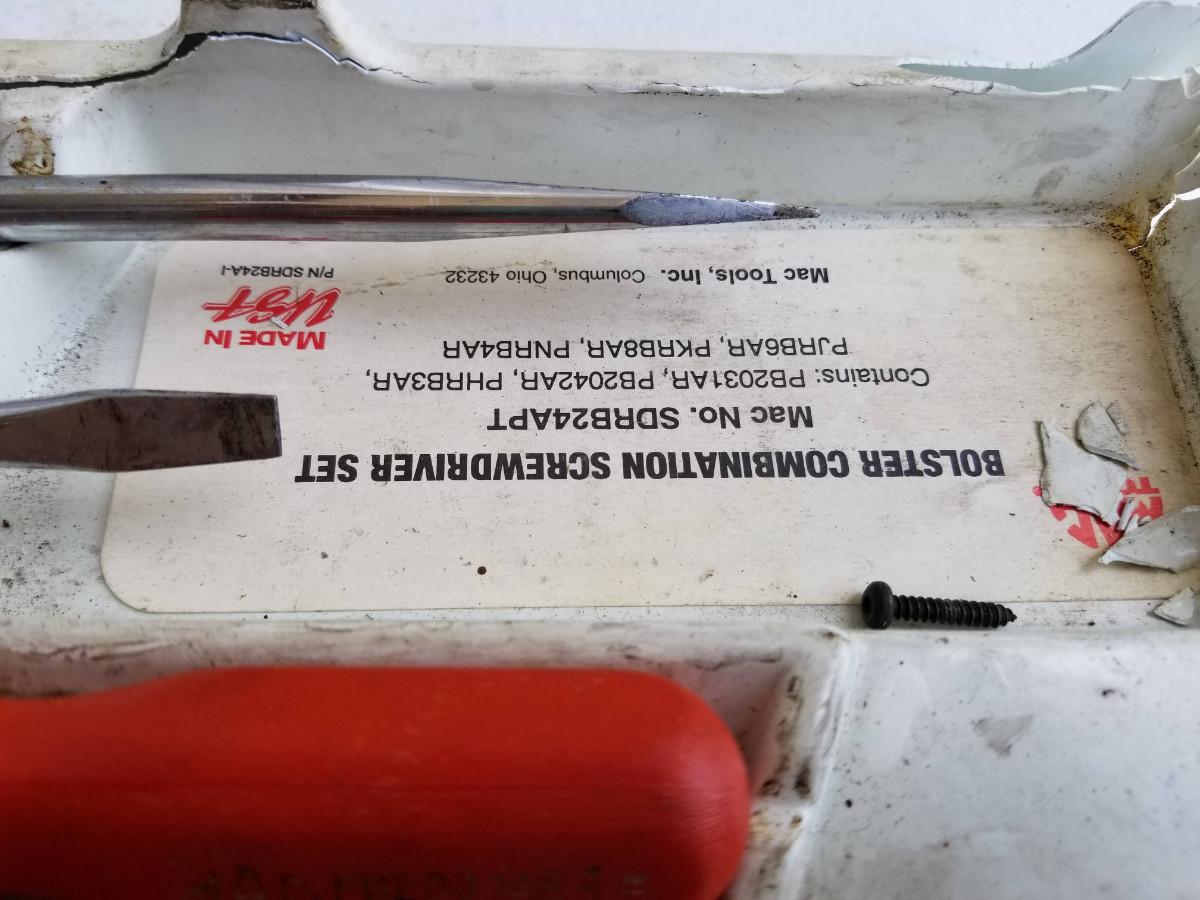 BOLSTER COMBINATION SCREWDRIVER SET
Mac No. SDRB24APT
Contains: PB2031AR, PB2042AR, PHRB3AR,
PJRB6AR, PKRB8AR, PNRB4AR
Mac Tools, Inc. Columbus, Ohio 43232
MADE IN
USA
P/N SDRB24A-I